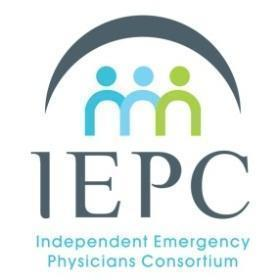 IEPC
Independent Emergency
Physicians Consortium